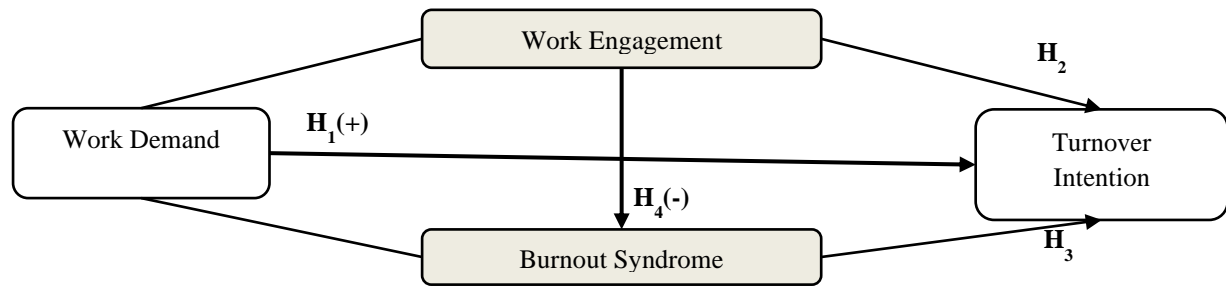 Work Engagement
H2
Work Demand
H1(+)
Turnover
Intention
H4(-)
H3
Burnout Syndrome